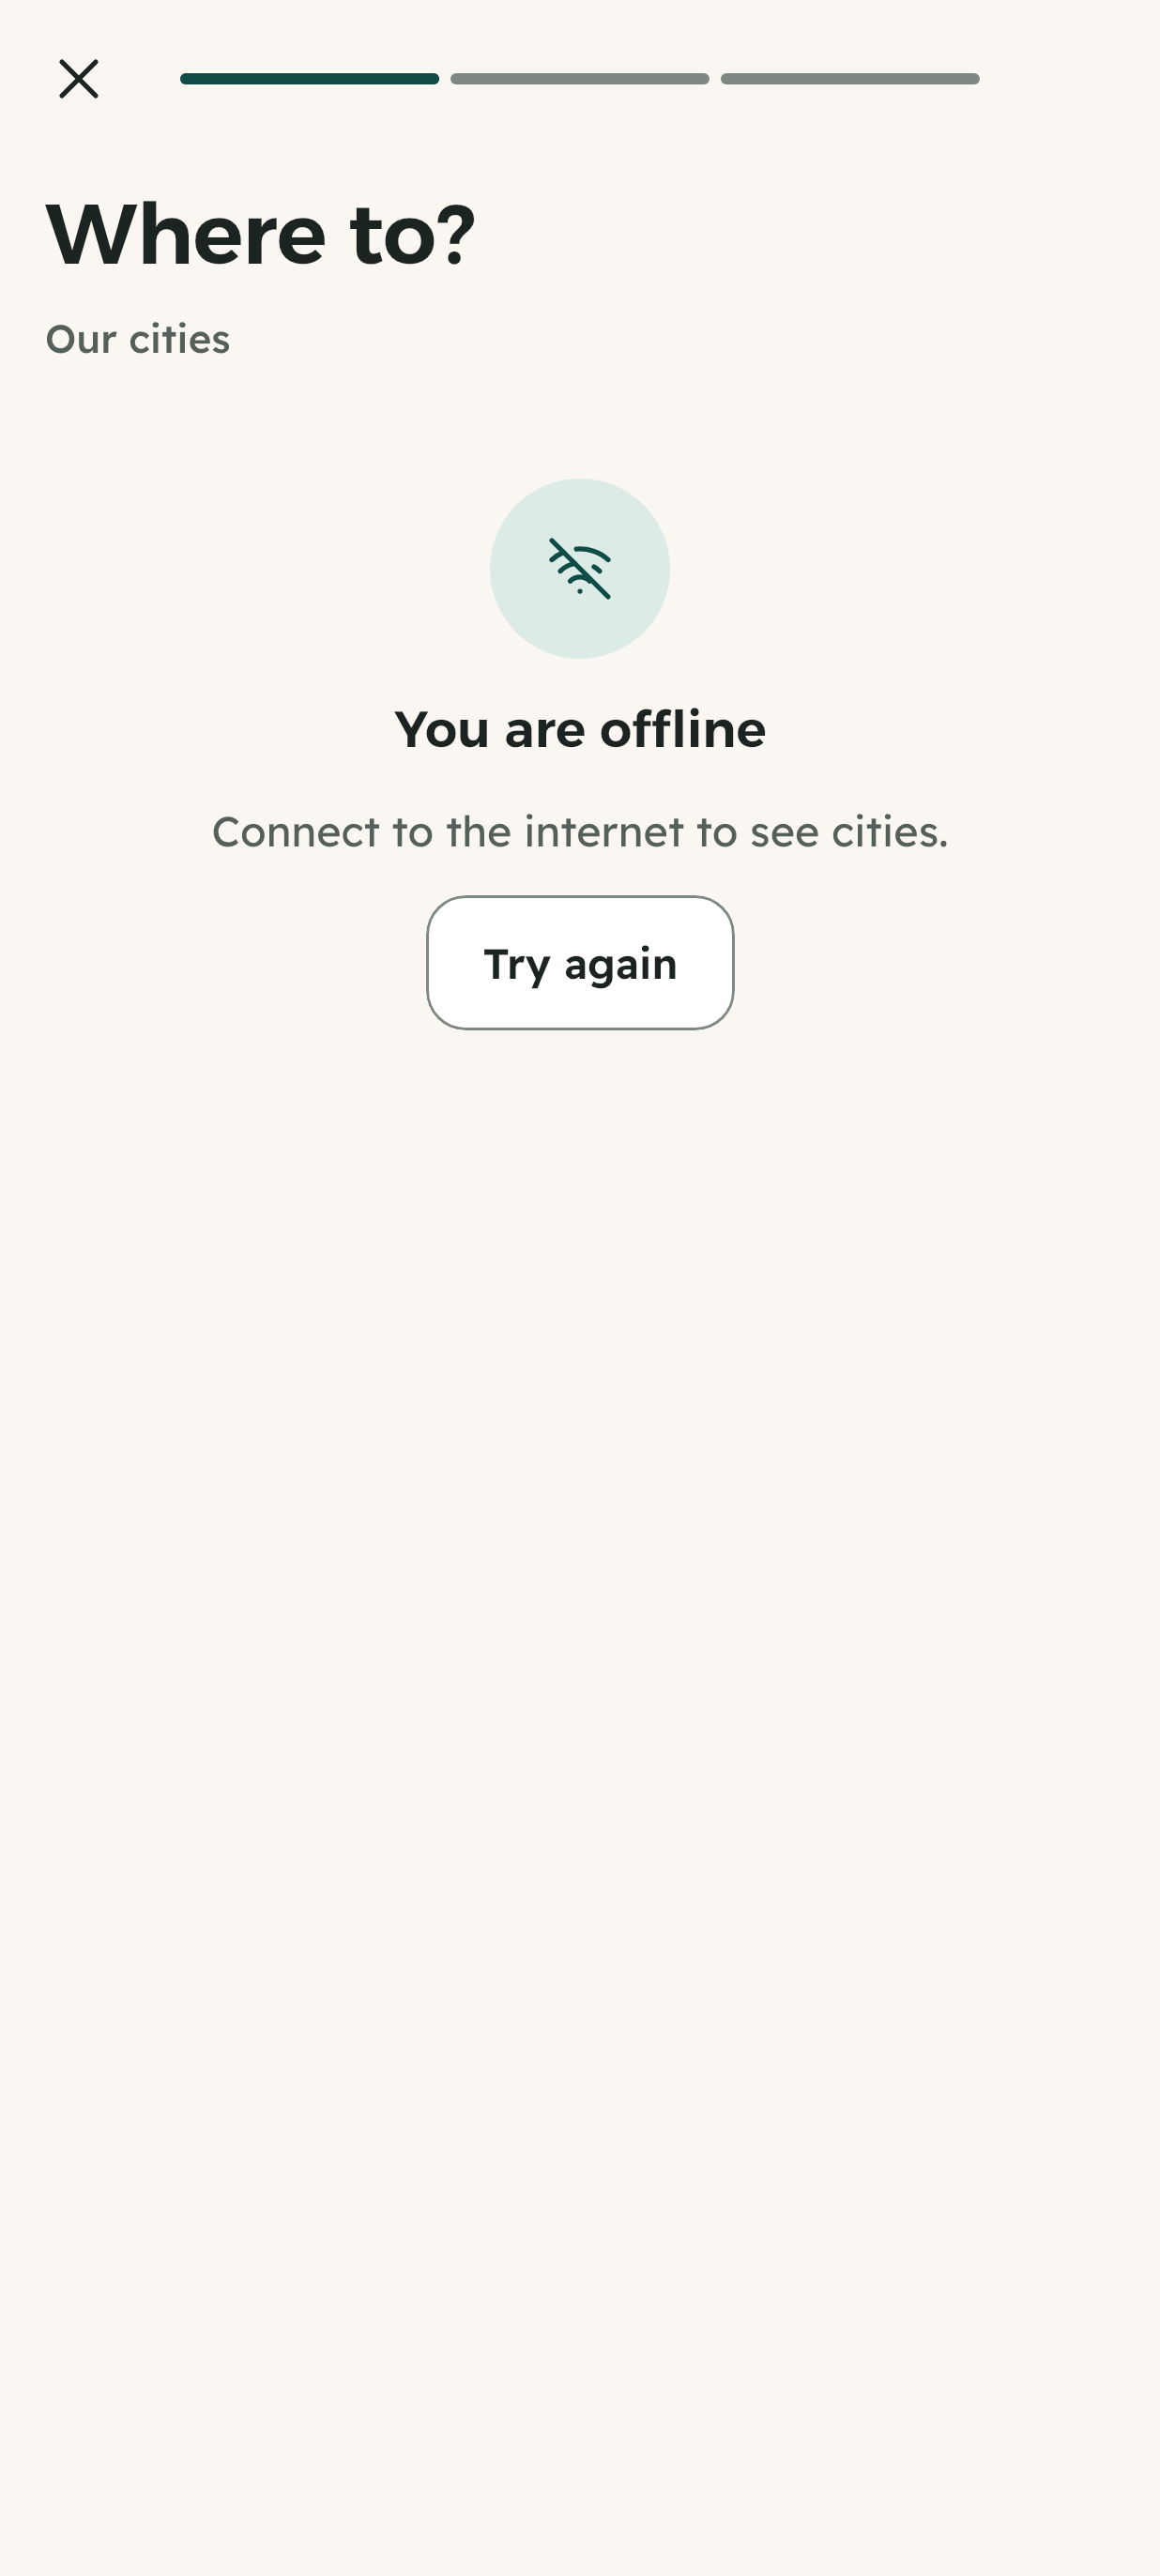 Where to?
Our cities
You are offline
Connect to the internet to see cities.
Try again